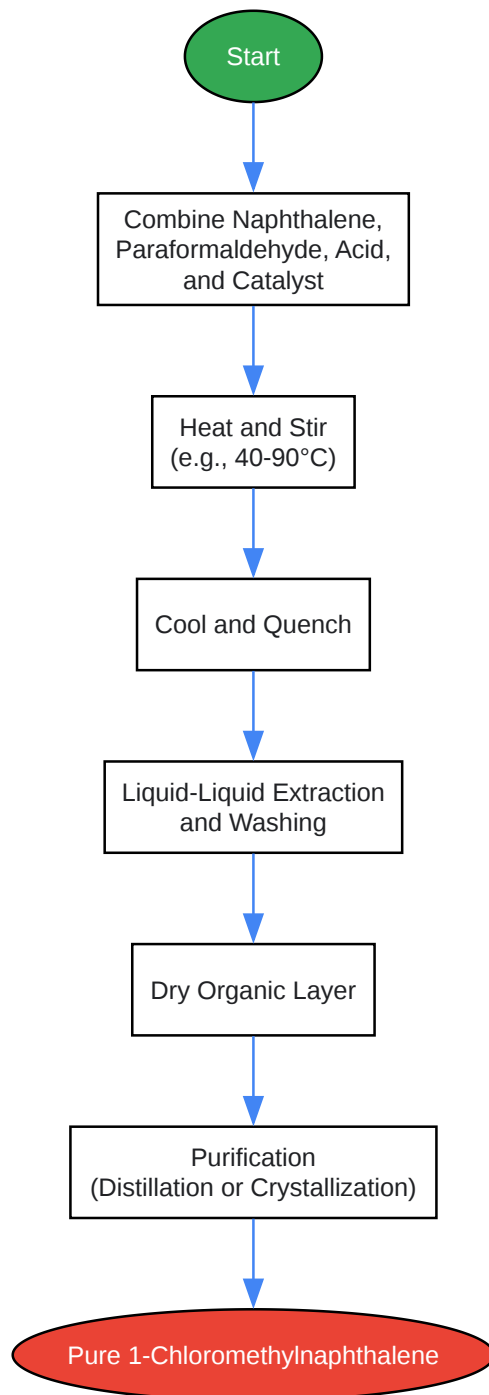 Start
Combine Naphthalene,
Paraformaldehyde, Acid,
and Catalyst
Heat and Stir
(e.g., 40-90°C)
Cool and Quench
Liquid-Liquid Extraction
and Washing
Dry Organic Layer
Purification
(Distillation or Crystallization)
Pure 1-Chloromethylnaphthalene